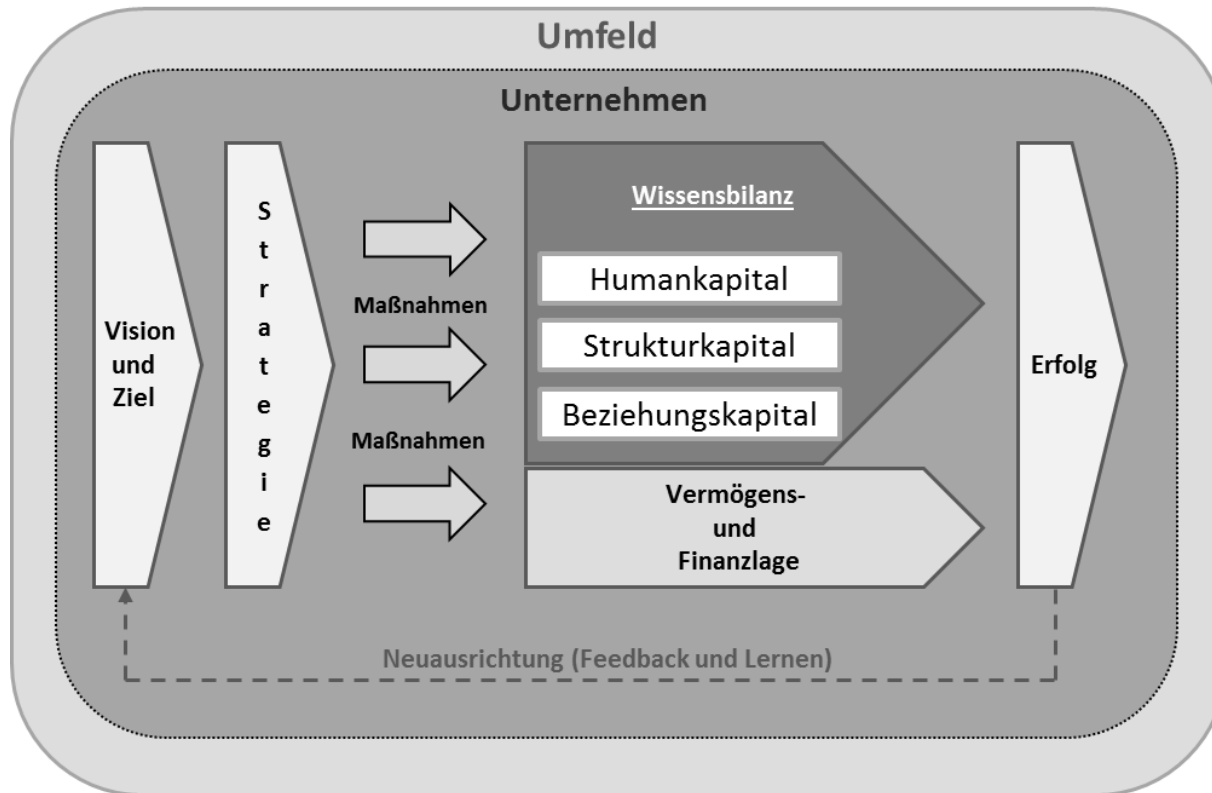 Umfeld
Unternehmen
Vision
und
Ziel
Strategie
Maßnahmen
Maßnahmen
Wissensbilanz
Humankapital
Strukturkapital
Beziehungskapital
Vermögens-
und
Finanzlage
Erfolg
Neuausrichtung (Feedback und Lernen)